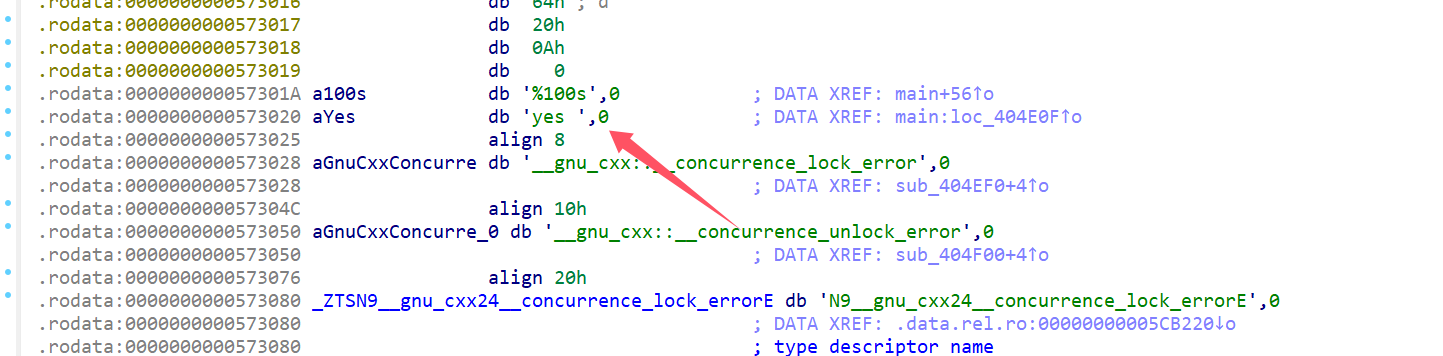 .rodata:0000000000573016 db 64h ; d
.rodata:0000000000573017 db 20h
.rodata:0000000000573018 db 0Ah
.rodata:0000000000573019 db 0
.rodata:000000000057301A a100s db '%100s',0 ; DATA XREF: main+56↑o
.rodata:0000000000573020 aYes db 'yes ',0 ; DATA XREF: main:loc_404E0F↑o
.rodata:0000000000573025 align 8
.rodata:0000000000573028 aGnuCxxConcurre db '__gnu_cxx::__concurrence_lock_error',0
.rodata:0000000000573028 ; DATA XREF: sub_404EF0+4↑o
.rodata:000000000057304C align 10h
.rodata:0000000000573050 aGnuCxxConcurre_0 db '__gnu_cxx::__concurrence_unlock_error',0
.rodata:0000000000573050 ; DATA XREF: sub_404F00+4↑o
.rodata:0000000000573076 align 20h
.rodata:0000000000573080 _ZTSN9__gnu_cxx24__concurrence_lock_errorE db 'N9__gnu_cxx24__concurrence_lock_errorE',0
.rodata:0000000000573080 ; DATA XREF: .data.rel.ro:00000000005CB220↓o
.rodata:0000000000573080 ; type descriptor name